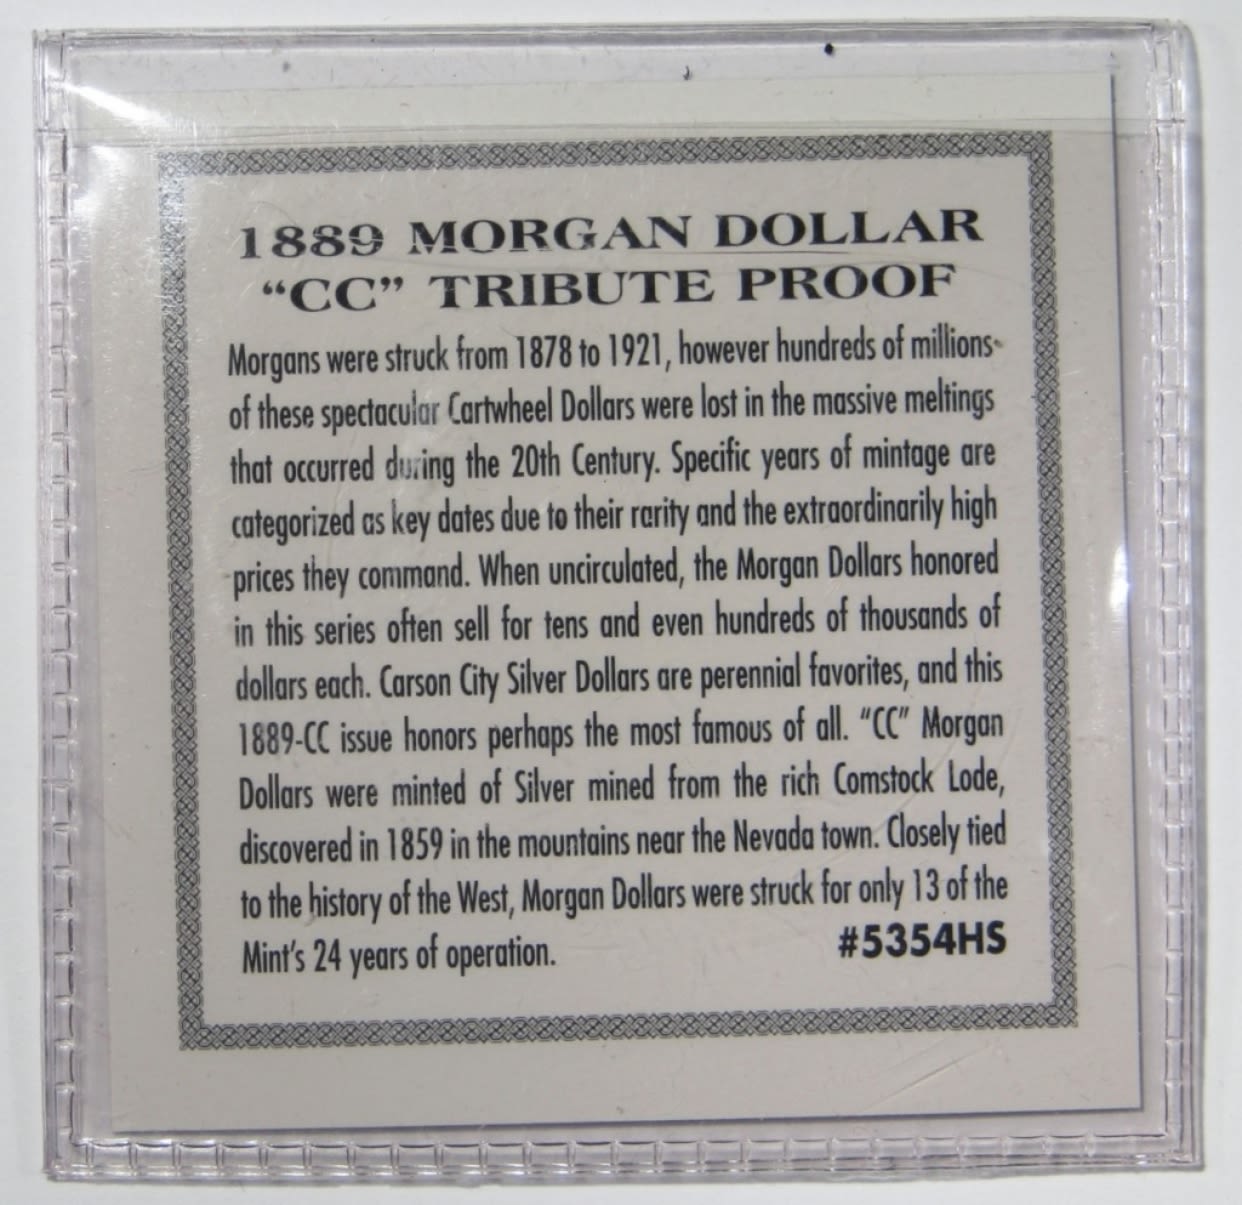 1889 MORGAN DOLLAR
“CC” TRIBUTE PROOF
Morgans were struck from 1878 to 1921, however hundreds of millions
of these spectacular Cartwheel Dollars were lost in the massive meltings
that occurred during the 20th Century. Specific years of mintage are
categorized as key dates due to their rarity and the extraordinarily high
prices they command. When uncirculated, the Morgan Dollars honored
in this series often sell for tens and even hundreds of thousands of
dollars each. Carson City Silver Dollars are perennial favorites, and this
1889-CC issue honors perhaps the most famous of all. “CC” Morgan
Dollars were minted of Silver mined from the rich Comstock Lode,
discovered in 1859 in the mountains near the Nevada town. Closely tied
to the history of the West, Morgan Dollars were struck for only 13 of the
Mint’s 24 years of operation. #5354HS